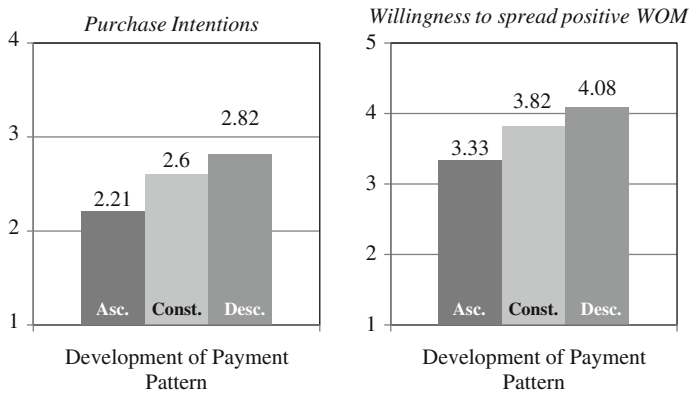 Purchase Intentions
4
3
2
1
2.21
2.6
2.82
Asc.
Const.
Desc.
Development of Payment
Pattern
Willingness to spread positive WOM
5
4
3
2
1
3.33
3.82
4.08
Asc.
Const.
Desc.
Development of Payment
Pattern